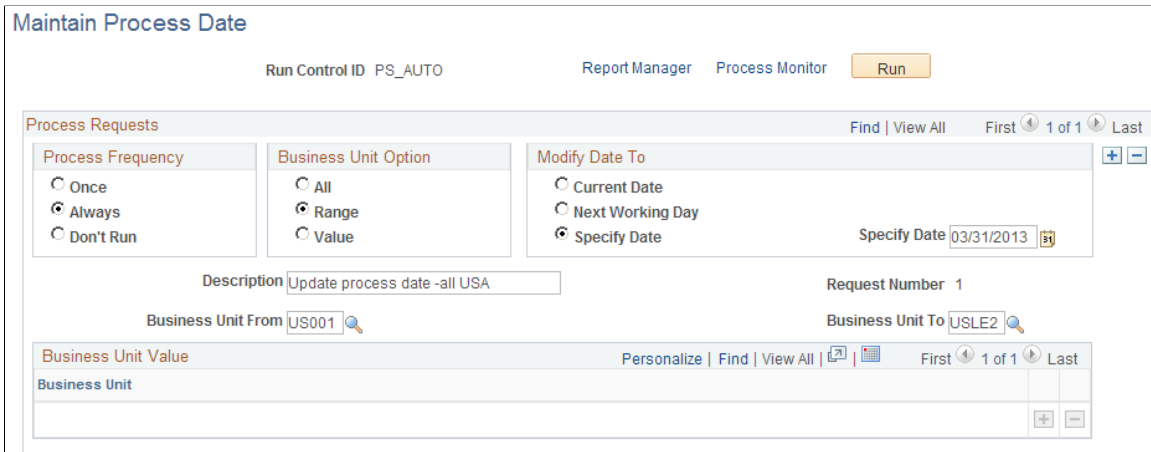 Maintain Process Date
Run Control ID PS_AUTO Report Manager Process Monitor Run
Process Requests Find | View All First 1 of 1 Last
Process Frequency Business Unit Option Modify Date To
Once All Current Date
Always Range Next Working Day
Don't Run Value Specify Date Specify Date 03/31/2013 31
Description Update process date -all USA Request Number 1
Business Unit From US001 Business Unit To USLE2
Business Unit Value Personalize | Find | View All | | First 1 of 1 Last
Business Unit